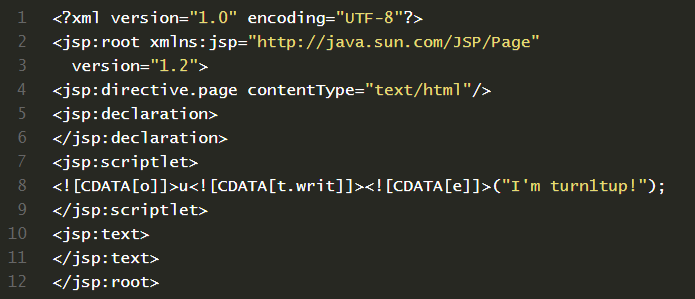 1 <?xml version="1.0" encoding="UTF-8"?>
2 <jsp:root xmlns:jsp="http://java.sun.com/JSP/Page"
3   version="1.2">
4 <jsp:directive.page contentType="text/html"/>
5 <jsp:declaration>
6 </jsp:declaration>
7 <jsp:scriptlet>
8 <![CDATA[o]]>u<![CDATA[t.writ]]><![CDATA[e]]>("I'm turn1tup!");
9 </jsp:scriptlet>
10 <jsp:text>
11 </jsp:text>
12 </jsp:root>